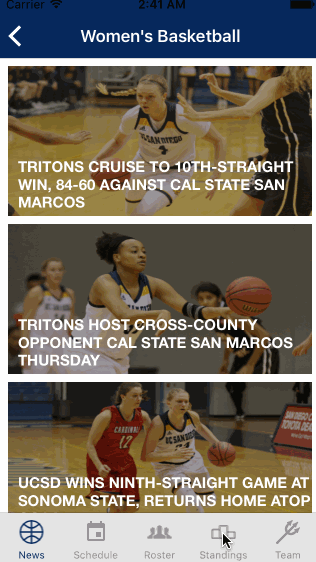 Carrier 2:41 AM
Women's Basketball
TRITONS CRUISE TO 10TH-STRAIGHT
WIN, 84-60 AGAINST CAL STATE SAN
MARCOS
SAN DIEGO
TRITONS HOST CROSS-COUNTY
OPPONENT CAL STATE SAN MARCOS
THURSDAY
CARDINALS
12
UC SAN DIEGO
24
SAN DIEGO
UCSD WINS NINTH-STRAIGHT GAME AT
SONOMA STATE, RETURNS HOME ATOP
News Schedule Roster Standings Team